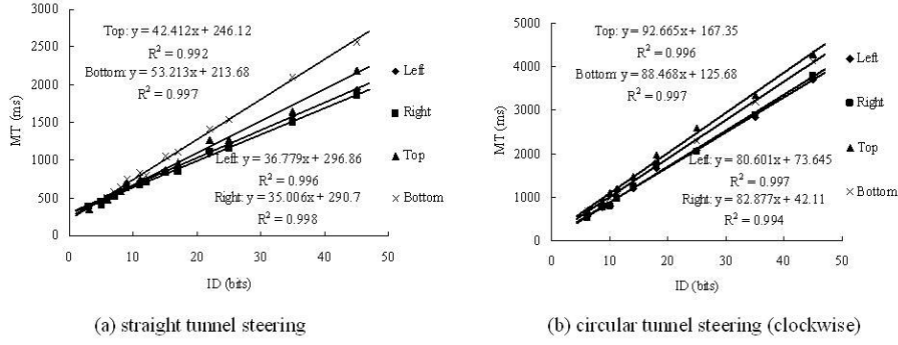 3000
2500
2000
1500
1000
500
0
MT (ms)
0 10 20 30 40 50
ID (bits)
Top: y = 42.412x + 246.12
R² = 0.992
Bottom: y = 53.213x + 213.68
R² = 0.997
Left: y = 36.779x + 296.86
R² = 0.996
Right: y = 35.006x + 290.7
R² = 0.998
Left
Right
Top
Bottom
(a) straight tunnel steering
5000
4000
3000
2000
1000
0
MT (ms)
0 10 20 30 40 50
ID (bits)
Top: y = 92.665x + 167.35
R² = 0.996
Bottom: y = 88.468x + 125.68
R² = 0.997
Left: y = 80.601x + 73.645
R² = 0.997
Right: y = 82.877x + 42.11
R² = 0.994
Left
Right
Top
Bottom
(b) circular tunnel steering (clockwise)